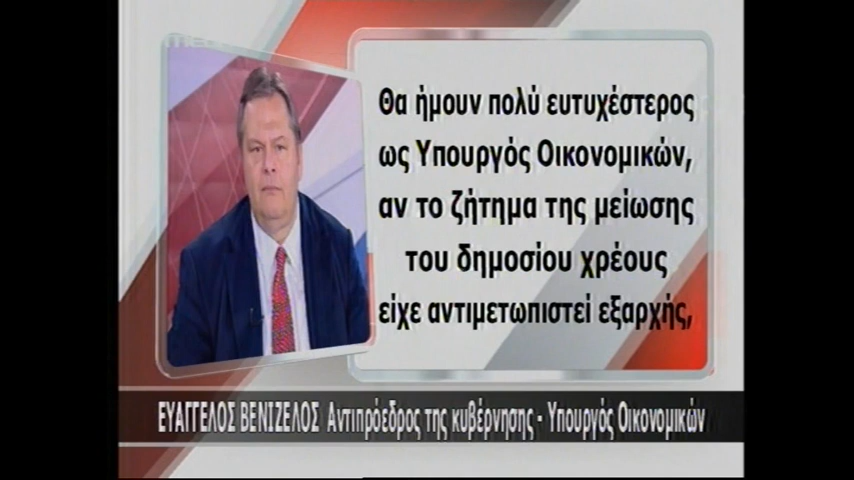 Θα ήμουν πολύ ευτυχέστερος
ως Υπουργός Οικονομικών,
αν το ζήτημα της μείωσης
του δημοσίου χρέους
είχε αντιμετωπιστεί εξαρχής,
ΕΥΑΓΓΕΛΟΣ ΒΕΝΙΖΕΛΟΣ Αντιπρόεδρος της κυβέρνησης - Υπουργός Οικονομικών